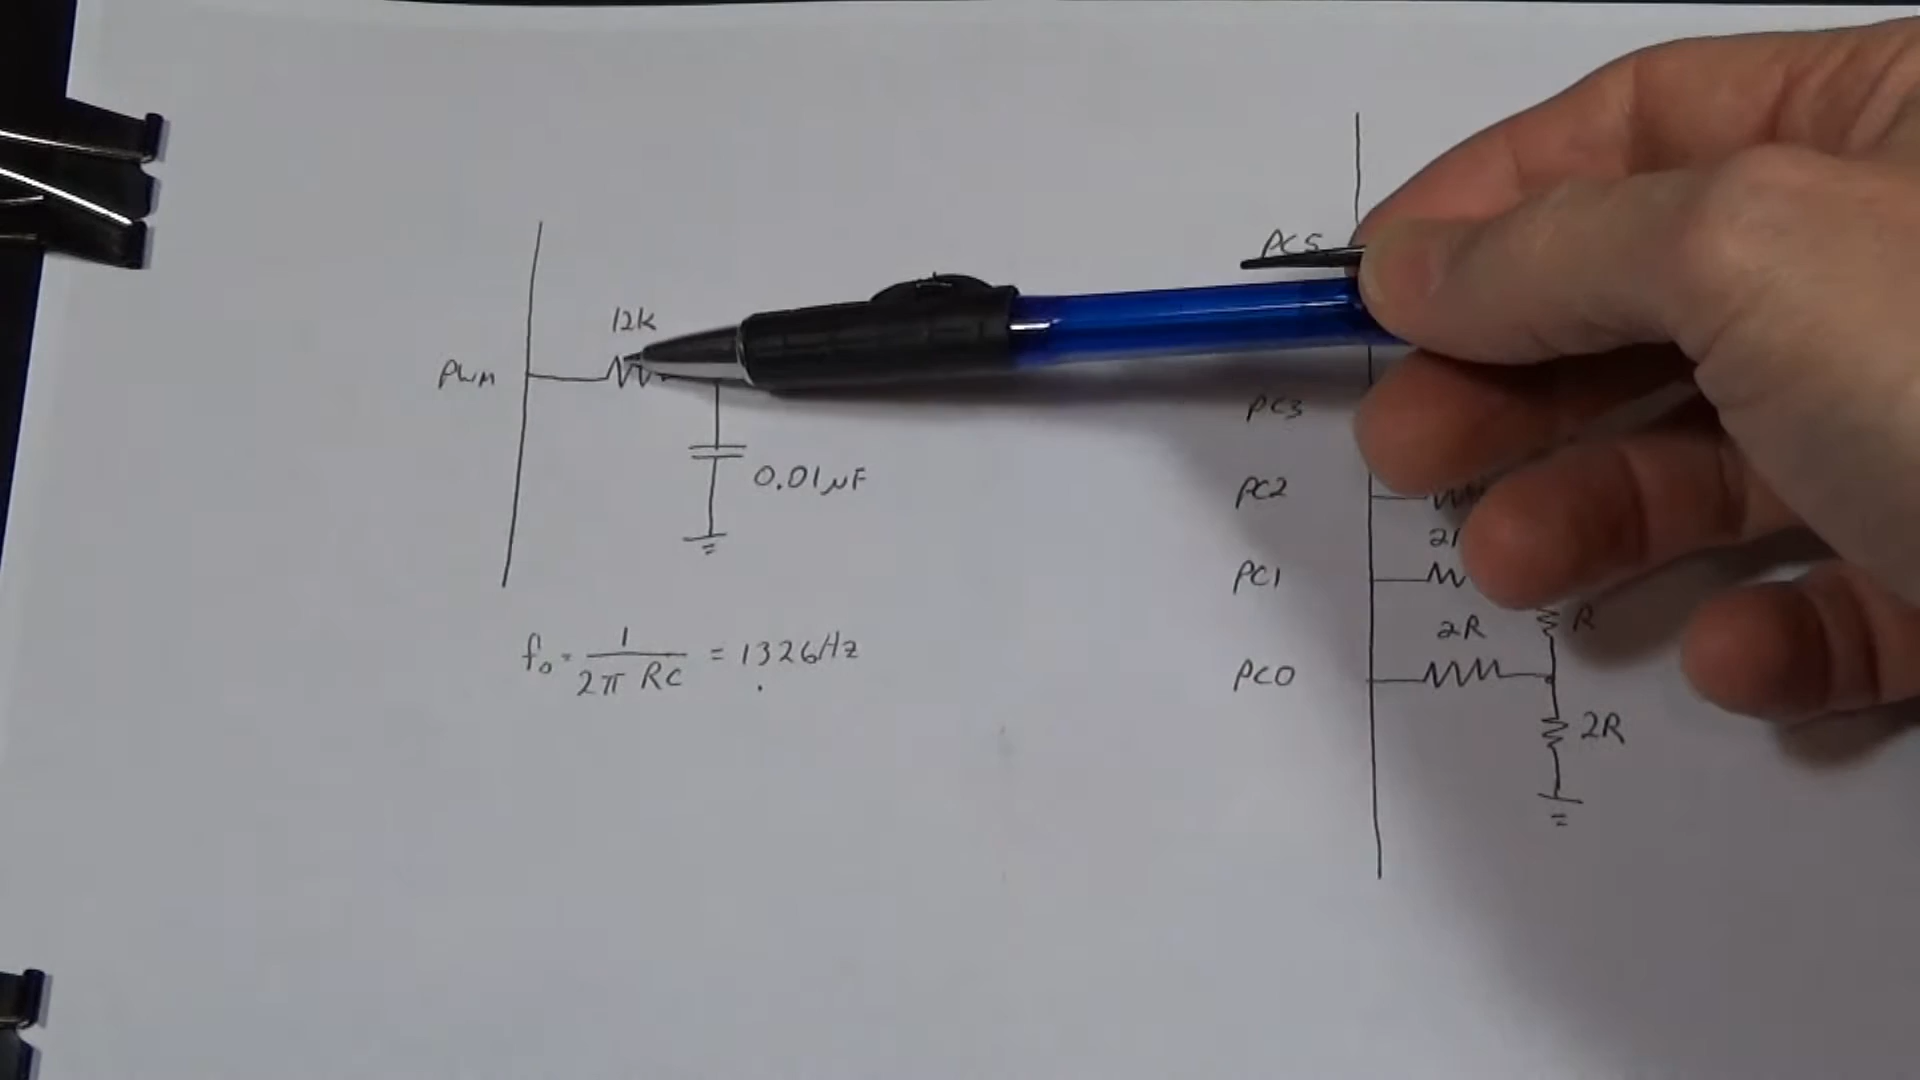 12k
PWM
0.01μF
f₀ = 1 / 2π RC = 1326Hz
PC5
PC3
PC2
PC1
2R
R
PC0
2R